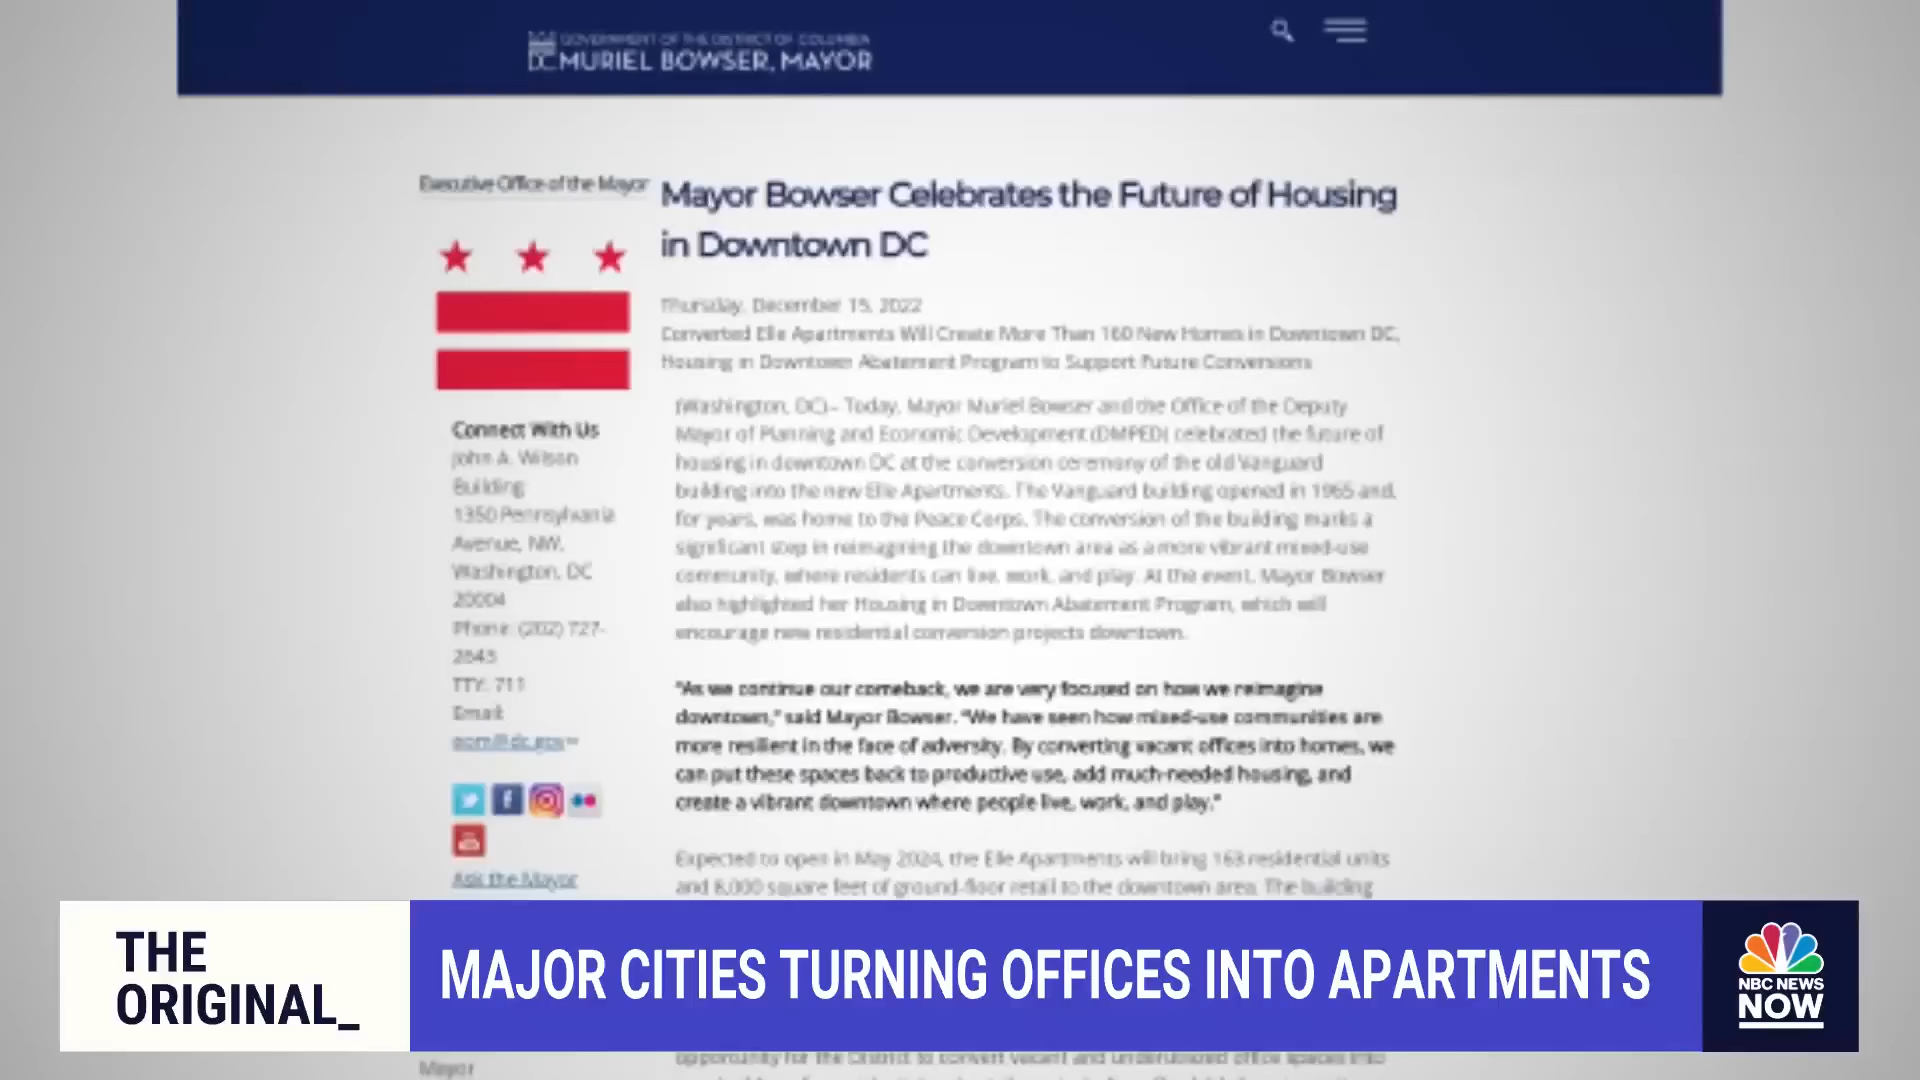 GOVERNMENT OF THE DISTRICT OF COLUMBIA
DC MURIEL BOWSER, MAYOR
Executive Office of the Mayor
Mayor Bowser Celebrates the Future of Housing
in Downtown DC
Thursday, December 15, 2022
Converted Elle Apartments Will Create More Than 160 New Homes in Downtown DC,
Housing in Downtown Abatement Program to Support Future Conversions
(Washington, DC)– Today, Mayor Muriel Bowser and the Office of the Deputy
Mayor of Planning and Economic Development (DMPED) celebrated the future of
housing in downtown DC at the conversion ceremony of the old Vanguard
building into the new Elle Apartments. The Vanguard building opened in 1965 and,
for years, was home to the Peace Corps. The conversion of the building marks a
significant step in reimagining the downtown area as a more vibrant mixed-use
community, where residents can live, work, and play. At the event, Mayor Bowser
also highlighted her Housing in Downtown Abatement Program, which will
encourage new residential conversion projects downtown.
"As we continue our comeback, we are very focused on how we reimagine
downtown," said Mayor Bowser. "We have seen how mixed-use communities are
more resilient in the face of adversity. By converting vacant offices into homes, we
can put these spaces back to productive use, add much-needed housing, and
create a vibrant downtown where people live, work, and play."
Expected to open in May 2024, the Elle Apartments will bring 163 residential units
and 8,000 square feet of ground-floor retail to the downtown area. The building
opportunity for the District to convert vacant and underutilized office spaces into
Connect With Us
John A. Wilson
Building
1350 Pennsylvania
Avenue, NW,
Washington, DC
20004
Phone: (202) 727-
2643
TTY: 711
Email:
eom@dc.gov
Ask the Mayor
Mayor
THE
ORIGINAL_
MAJOR CITIES TURNING OFFICES INTO APARTMENTS
NBC NEWS
NOW